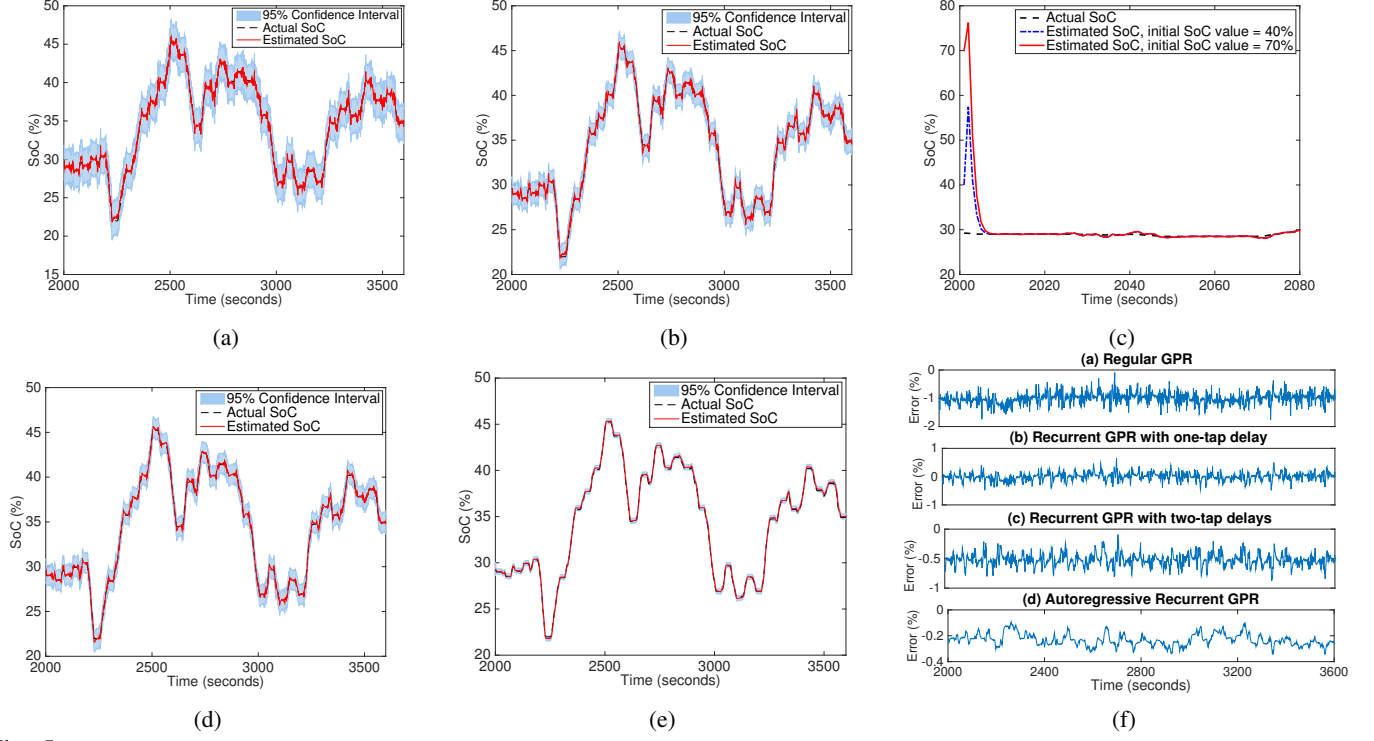 50
45
40
35
30
25
20
15
SoC (%)
2000 2500 3000 3500
Time (seconds)
95% Confidence Interval
Actual SoC
Estimated SoC
(a)
50
45
40
35
30
25
20
SoC (%)
2000 2500 3000 3500
Time (seconds)
95% Confidence Interval
Actual SoC
Estimated SoC
(b)
80
70
60
50
40
30
20
SoC (%)
2000 2020 2040 2060 2080
Time (seconds)
Actual SoC
Estimated SoC, initial SoC value = 40%
Estimated SoC, initial SoC value = 70%
(c)
50
45
40
35
30
25
20
SoC (%)
2000 2500 3000 3500
Time (seconds)
95% Confidence Interval
Actual SoC
Estimated SoC
(d)
50
45
40
35
30
25
20
SoC (%)
2000 2500 3000 3500
Time (seconds)
95% Confidence Interval
Actual SoC
Estimated SoC
(e)
(a) Regular GPR
0
-1
-2
Error (%)
(b) Recurrent GPR with one-tap delay
1
0
-1
Error (%)
(c) Recurrent GPR with two-tap delays
0
-0.5
-1
Error (%)
(d) Autoregressive Recurrent GPR
0
-0.2
-0.4
Error (%)
2000 2400 2800 3200 3600
Time (seconds)
(f)